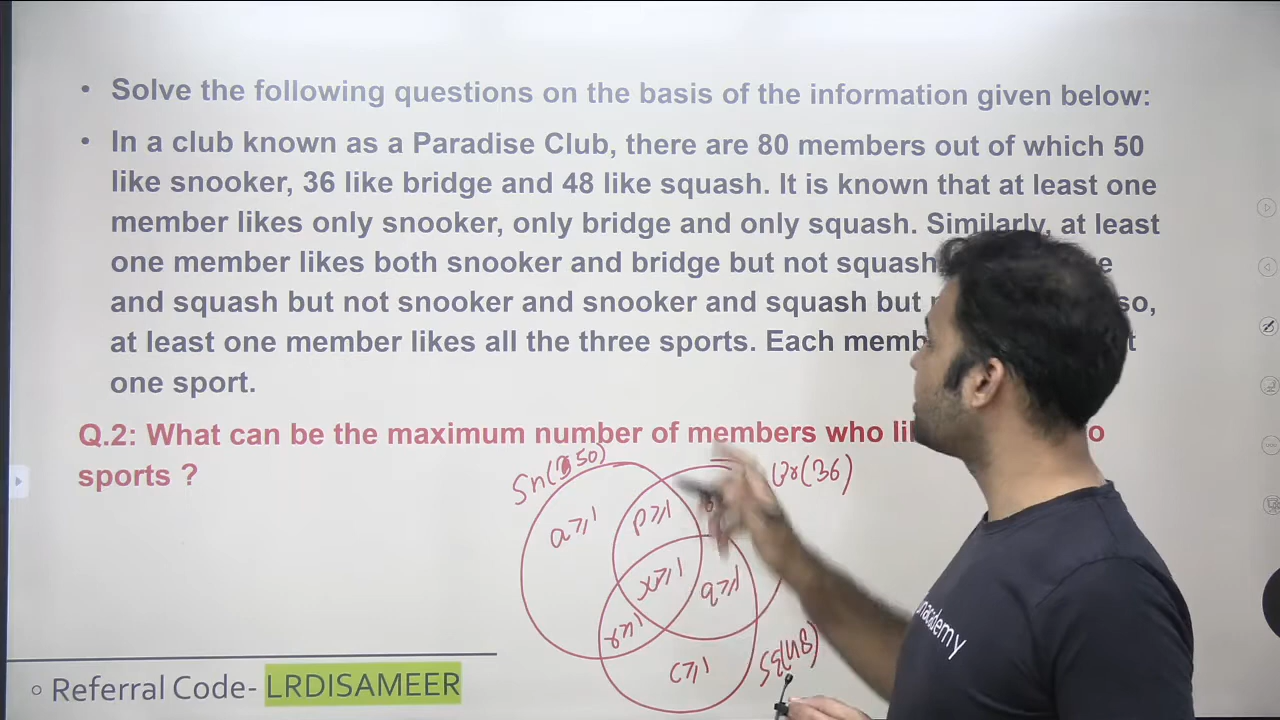 • Solve the following questions on the basis of the information given below:
• In a club known as a Paradise Club, there are 80 members out of which 50
like snooker, 36 like bridge and 48 like squash. It is known that at least one
member likes only snooker, only bridge and only squash. Similarly, at least
one member likes both snooker and bridge but not squash
and squash but not snooker and snooker and squash but so,
at least one member likes all the three sports. Each memb
one sport.
Q.2: What can be the maximum number of members who
sports ?
Sn( 50)
Br(36)
a≥1
p≥1
x≥1
q≥1
r≥1
c≥1
(48)
unacademy
Referral Code- LRDISAMEER